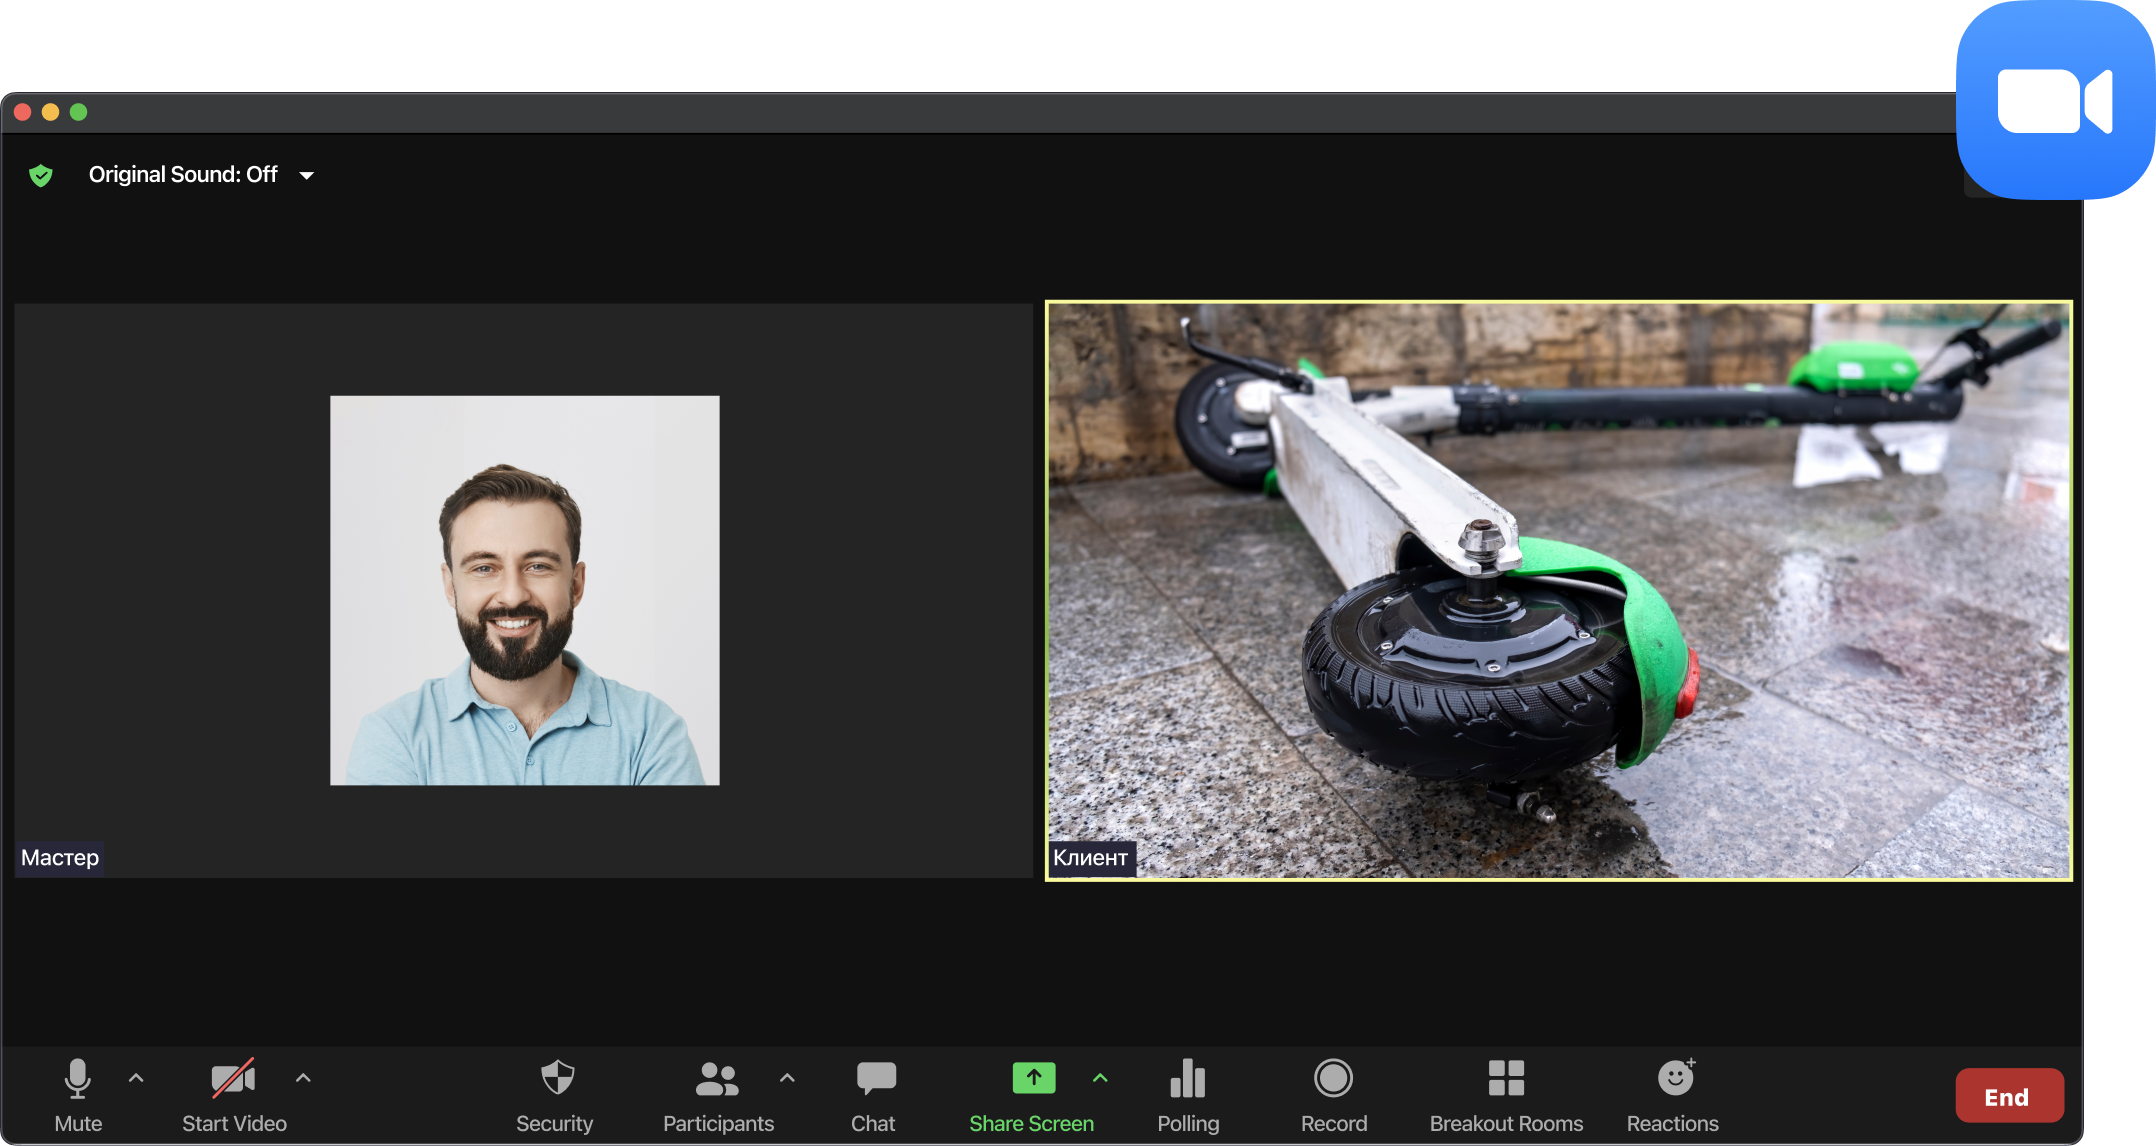 Original Sound: Off
Мастер
Клиент
Mute
Start Video
Security
Participants
Chat
Share Screen
Polling
Record
Breakout Rooms
Reactions
End